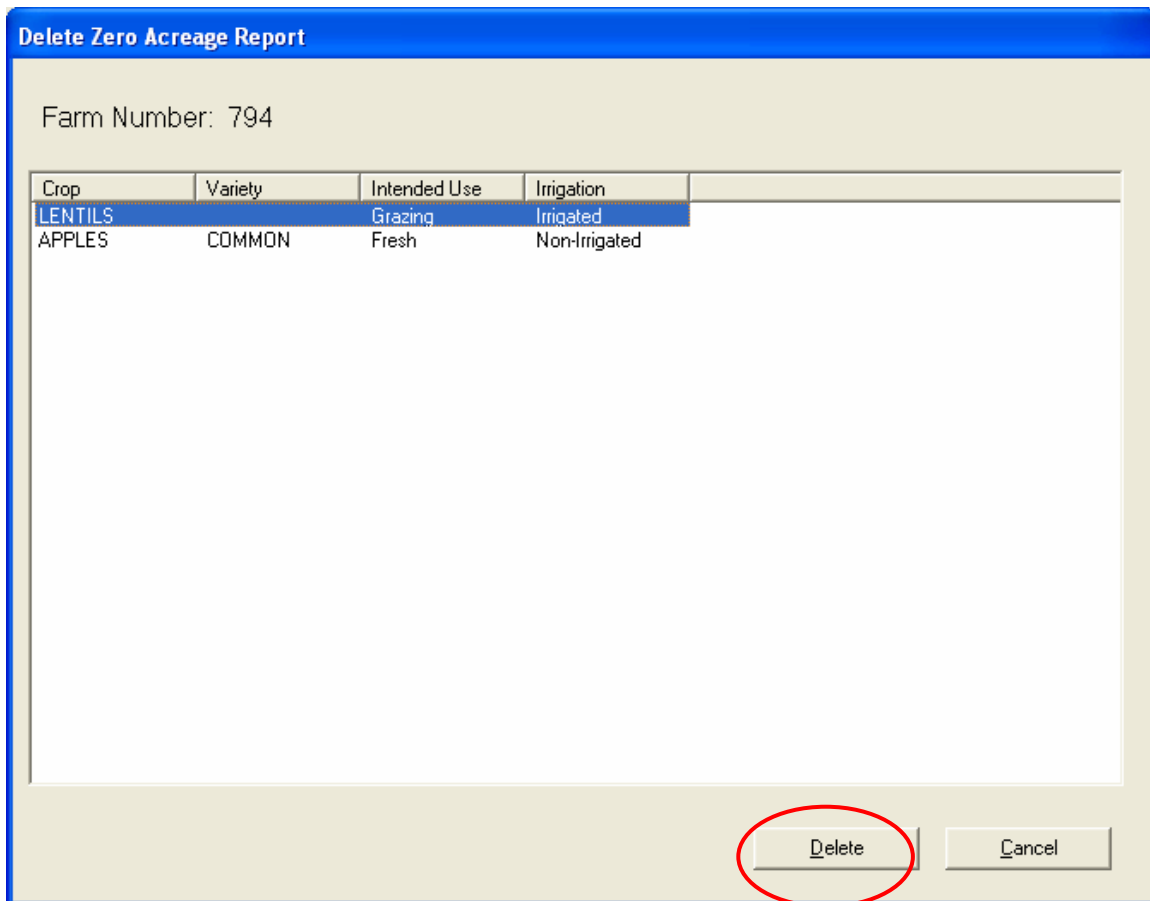 Delete Zero Acreage Report
Farm Number: 794
Crop Variety Intended Use Irrigation
LENTILS Grazing Irrigated
APPLES COMMON Fresh Non-Irrigated
Delete Cancel